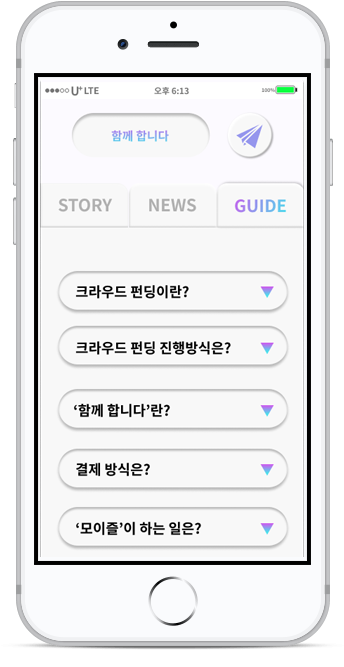 U+ LTE 오후 6:13 100%
함께 합니다
STORY NEWS GUIDE
크라우드 펀딩이란?
크라우드 펀딩 진행방식은?
‘함께 합니다’란?
결제 방식은?
‘모이즐’이 하는 일은?